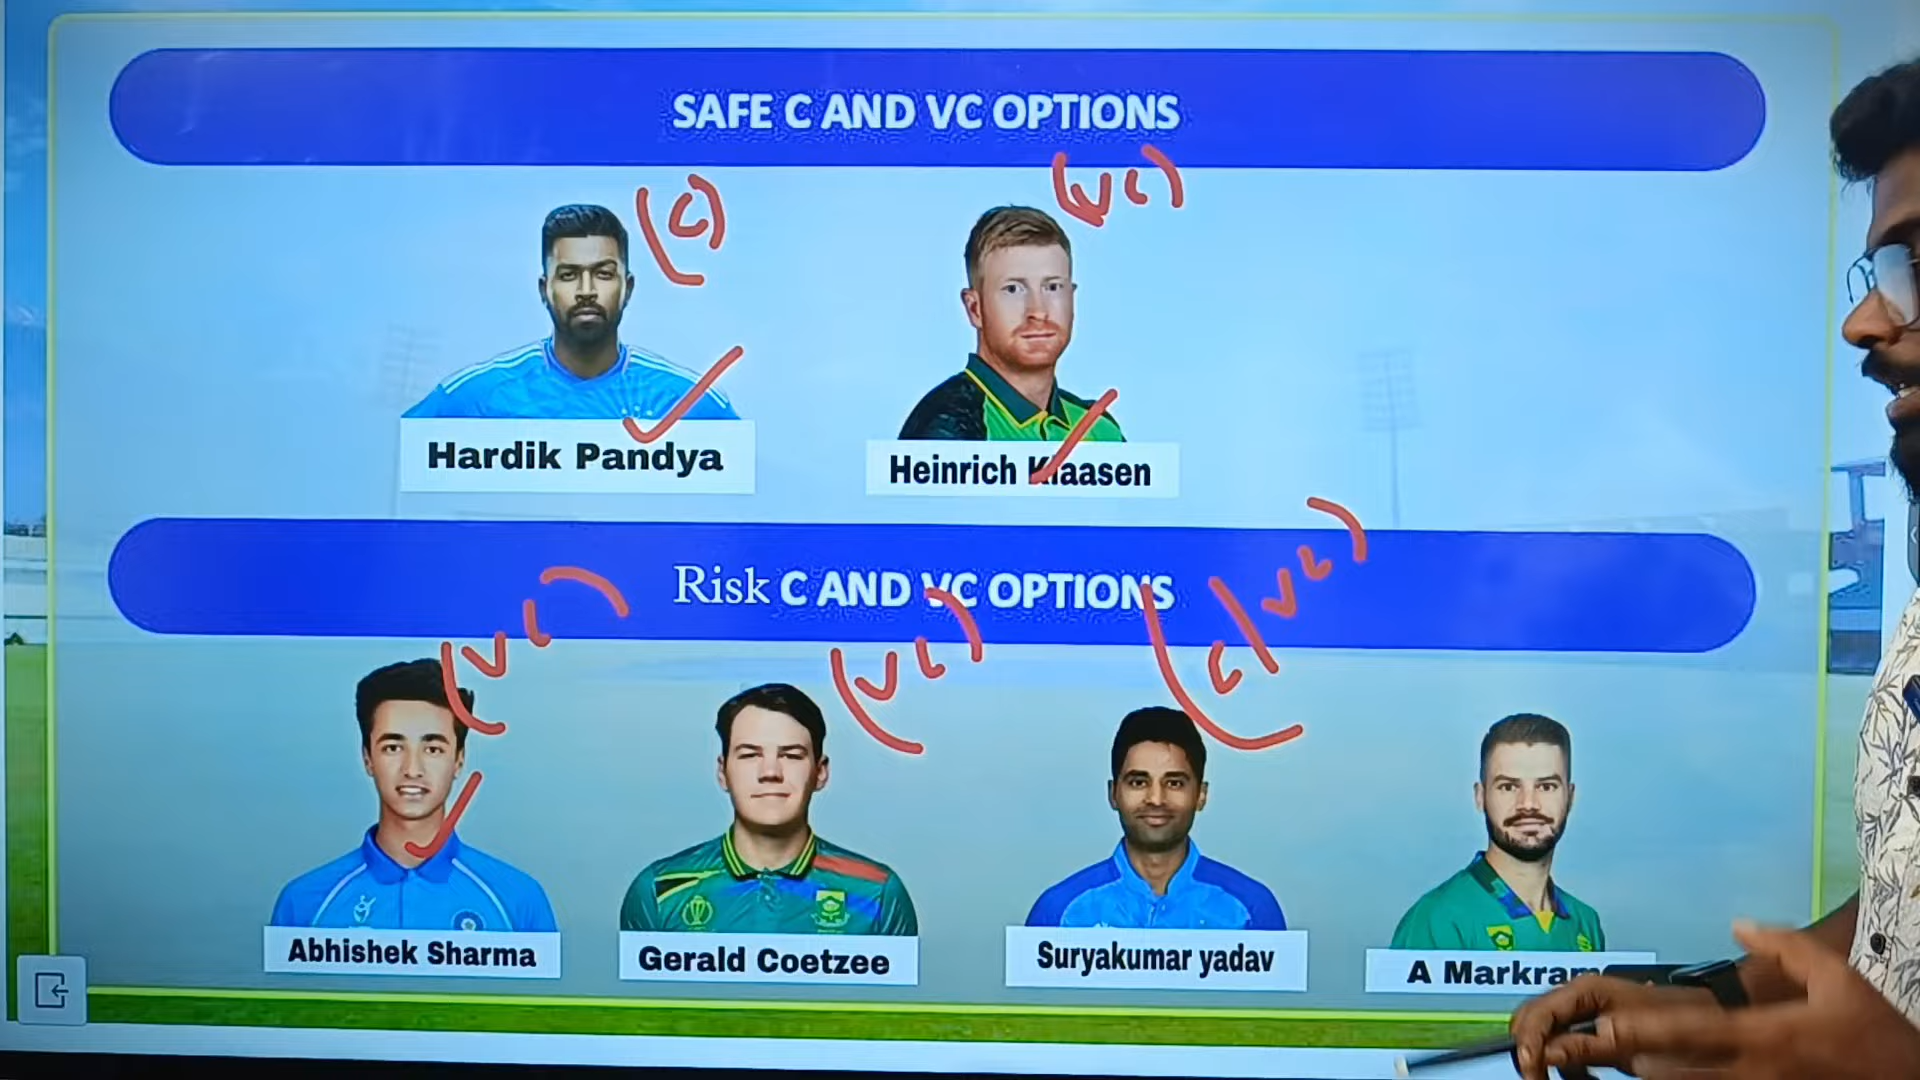 SAFE C AND VC OPTIONS
(C)
(VC)
Hardik Pandya
Heinrich Klaasen
Risk C AND VC OPTIONS
(VC)
(VC)
(C/VC)
Abhishek Sharma
Gerald Coetzee
Suryakumar yadav
A Markram